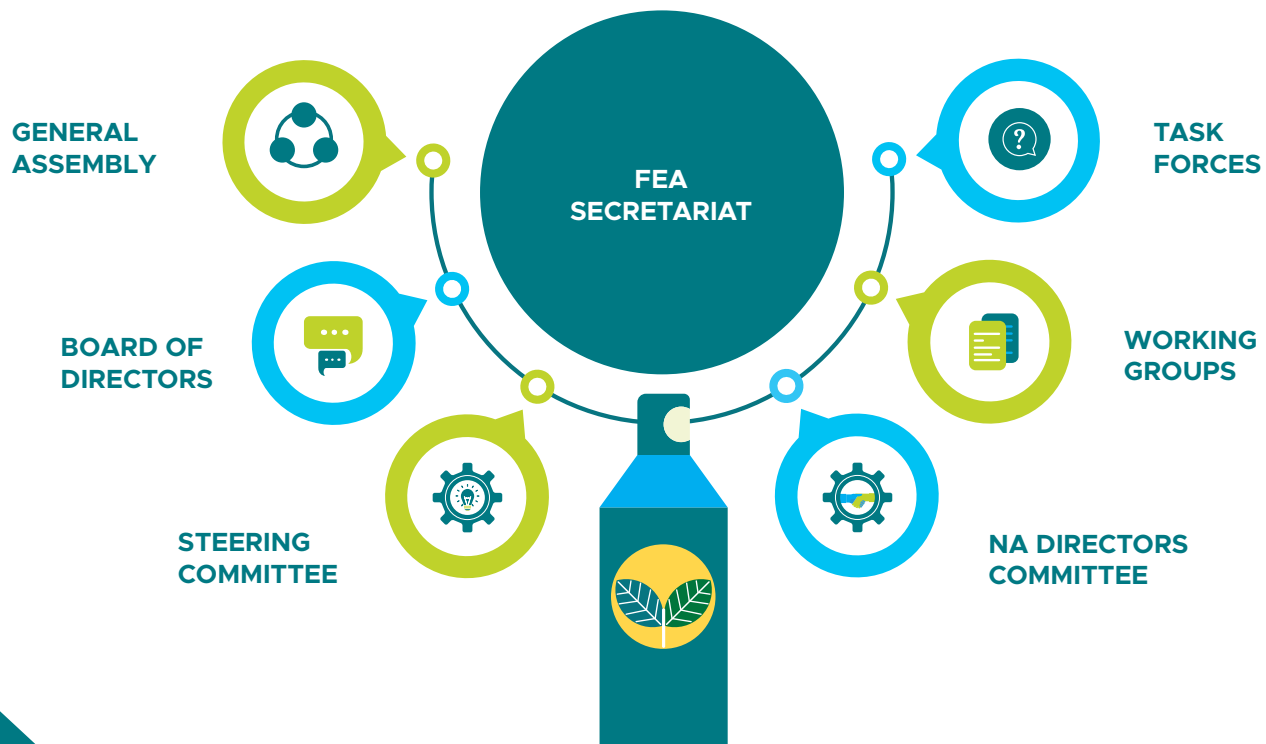 FEA
SECRETARIAT
GENERAL
ASSEMBLY
BOARD OF
DIRECTORS
STEERING
COMMITTEE
NA DIRECTORS
COMMITTEE
WORKING
GROUPS
TASK
FORCES
?